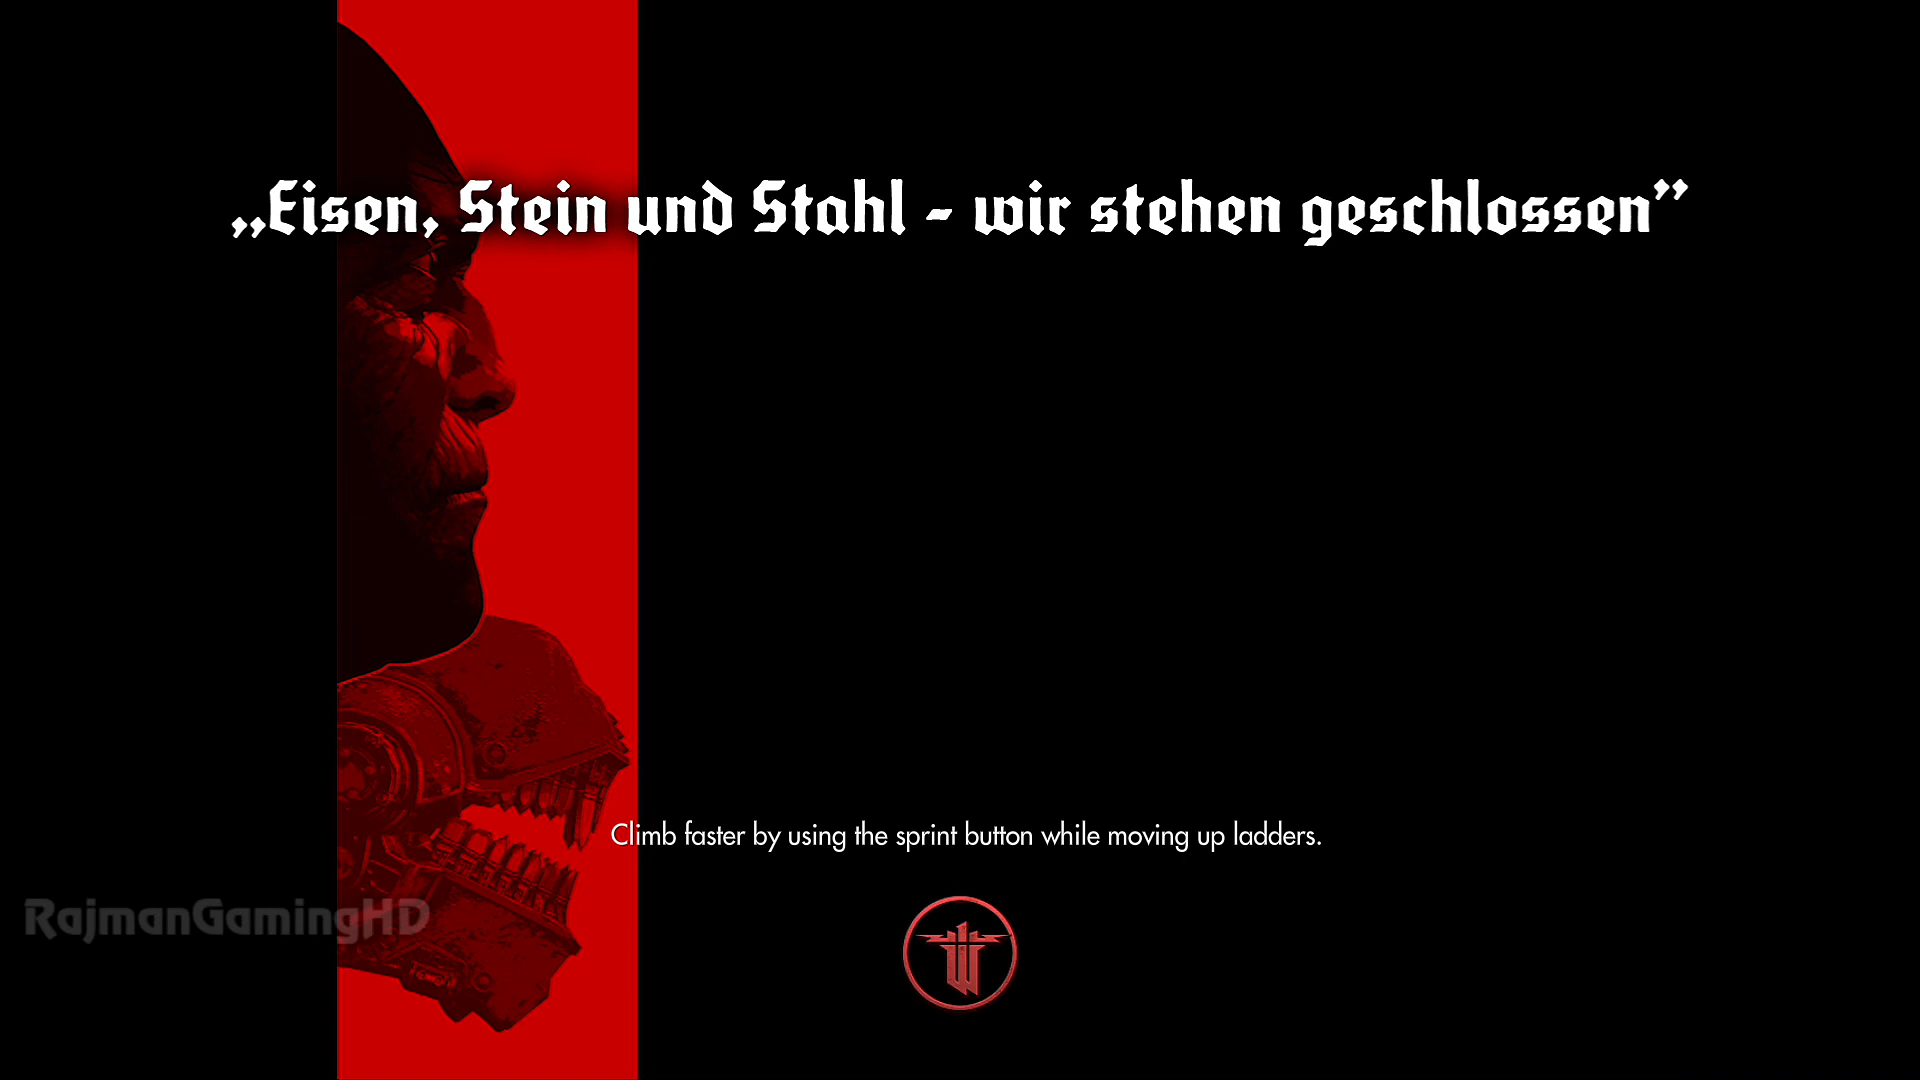 „Eisen, Stein und Stahl - wir stehen geschlossen”
Climb faster by using the sprint button while moving up ladders.
RajmanGamingHD